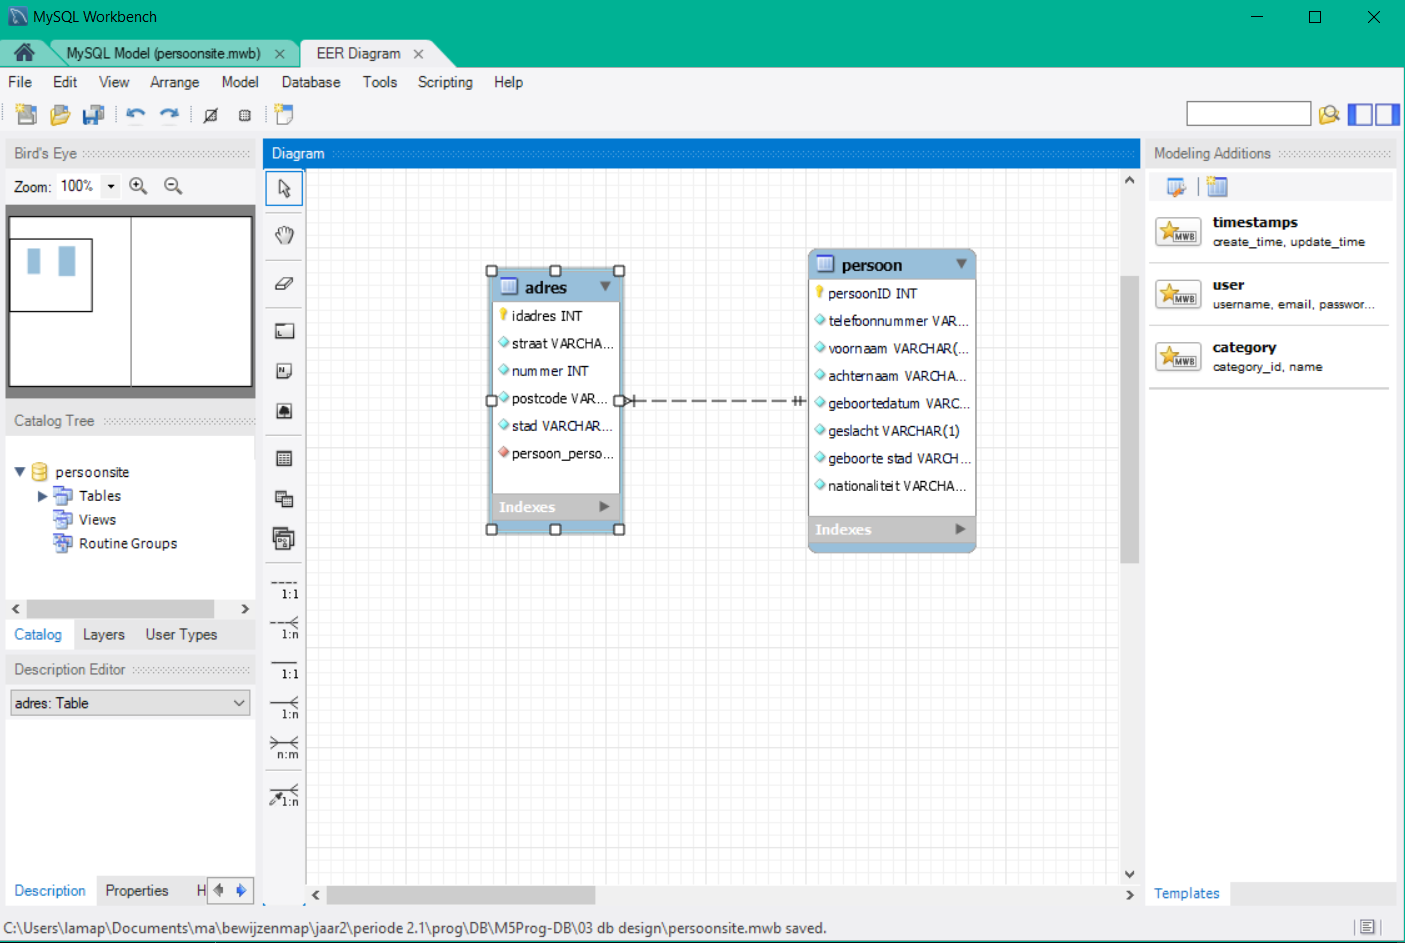 MySQL Workbench
MySQL Model (persoonsite.mwb)
EER Diagram
File Edit View Arrange Model Database Tools Scripting Help
Bird's Eye
Zoom: 100%
Catalog Tree
persoonsite
Tables
Views
Routine Groups
Catalog Layers User Types
Description Editor
adres: Table
Description Properties H
Diagram
1:1
1:n
1:1
1:n
n:m
1:n
adres
idadres INT
straat VARCHA...
nummer INT
postcode VAR...
stad VARCHAR...
persoon_perso...
Indexes
persoon
persoonID INT
telefoonnummer VAR...
voornaam VARCHAR(...
achternaam VARCHA...
geboortedatum VARC...
geslacht VARCHAR(1)
geboorte stad VARCH...
nationaliteit VARCHA...
Indexes
Modeling Additions
MWB
timestamps
create_time, update_time
MWB
user
username, email, passwor...
MWB
category
category_id, name
Templates
C:\Users\lamap\Documents\ma\bewijzenmap\jaar2\periode 2.1\prog\DB\M5Prog-DB\03 db design\persoonsite.mwb saved.